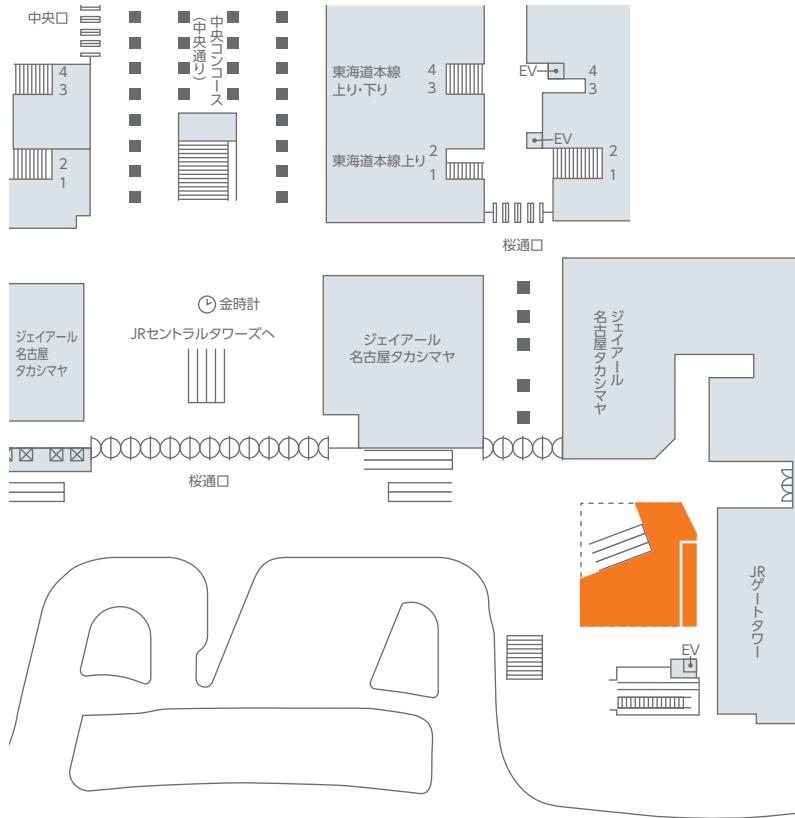 中央口
中央コンコース
（中央通り）
4
3
2
1
東海道本線
上り・下り
4
3
東海道本線上り
2
1
EV
4
3
EV
2
1
桜通口
金時計
JRセントラルタワーズへ
ジェイアール
名古屋
タカシマヤ
ジェイアール
名古屋タカシマヤ
ジェイアール
名古屋タカシマヤ
桜通口
JRゲートタワー
EV